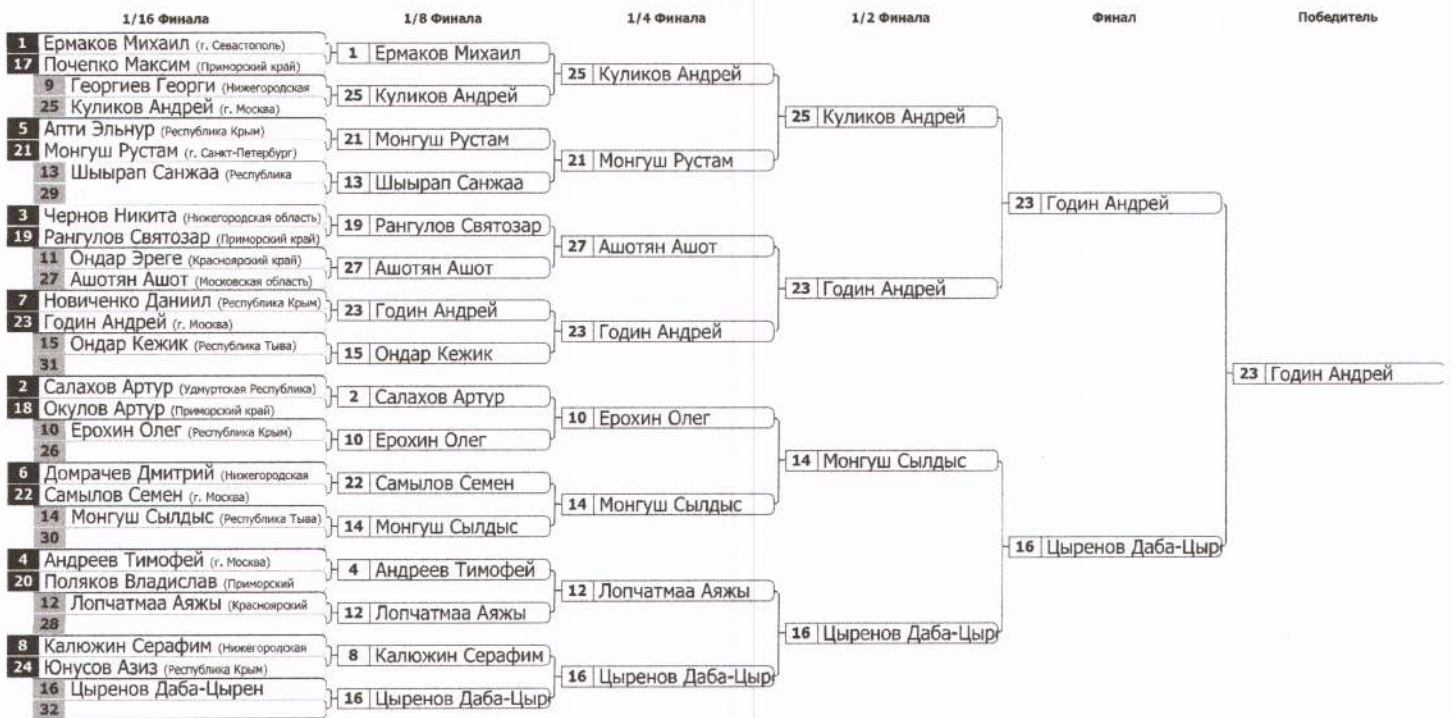 1/16 Финала
1/8 Финала
1/4 Финала
1/2 Финала
Финал
Победитель
1 Ермаков Михаил (г. Севастополь)
17 Почепко Максим (Приморский край)
9 Георгиев Георги (Нижегородская
25 Куликов Андрей (г. Москва)
5 Апти Эльнур (Республика Крым)
21 Монгуш Рустам (г. Санкт-Петербург)
13 Шыырап Санжаа (Республика
29
3 Чернов Никита (Нижегородская область)
19 Рангулов Святозар (Приморский край)
11 Ондар Эреге (Красноярский край)
27 Ашотян Ашот (Московская область)
7 Новиченко Даниил (Республика Крым)
23 Годин Андрей (г. Москва)
15 Ондар Кежик (Республика Тыва)
31
2 Салахов Артур (Удмуртская Республика)
18 Окулов Артур (Приморский край)
10 Ерохин Олег (Республика Крым)
26
6 Домрачев Дмитрий (Нижегородская
22 Самылов Семен (г. Москва)
14 Монгуш Сылдыс (Республика Тыва)
30
4 Андреев Тимофей (г. Москва)
20 Поляков Владислав (Приморский
12 Лопчатмаа Аяжы (Красноярский
28
8 Калюжин Серафим (Нижегородская
24 Юнусов Азиз (Республика Крым)
16 Цыренов Даба-Цырен
32
1 Ермаков Михаил
25 Куликов Андрей
21 Монгуш Рустам
13 Шыырап Санжаа
19 Рангулов Святозар
27 Ашотян Ашот
23 Годин Андрей
15 Ондар Кежик
2 Салахов Артур
10 Ерохин Олег
22 Самылов Семен
14 Монгуш Сылдыс
4 Андреев Тимофей
12 Лопчатмаа Аяжы
8 Калюжин Серафим
16 Цыренов Даба-Цыр
25 Куликов Андрей
21 Монгуш Рустам
27 Ашотян Ашот
23 Годин Андрей
10 Ерохин Олег
14 Монгуш Сылдыс
12 Лопчатмаа Аяжы
16 Цыренов Даба-Цыр
25 Куликов Андрей
23 Годин Андрей
14 Монгуш Сылдыс
16 Цыренов Даба-Цыр
23 Годин Андрей
16 Цыренов Даба-Цыр
23 Годин Андрей